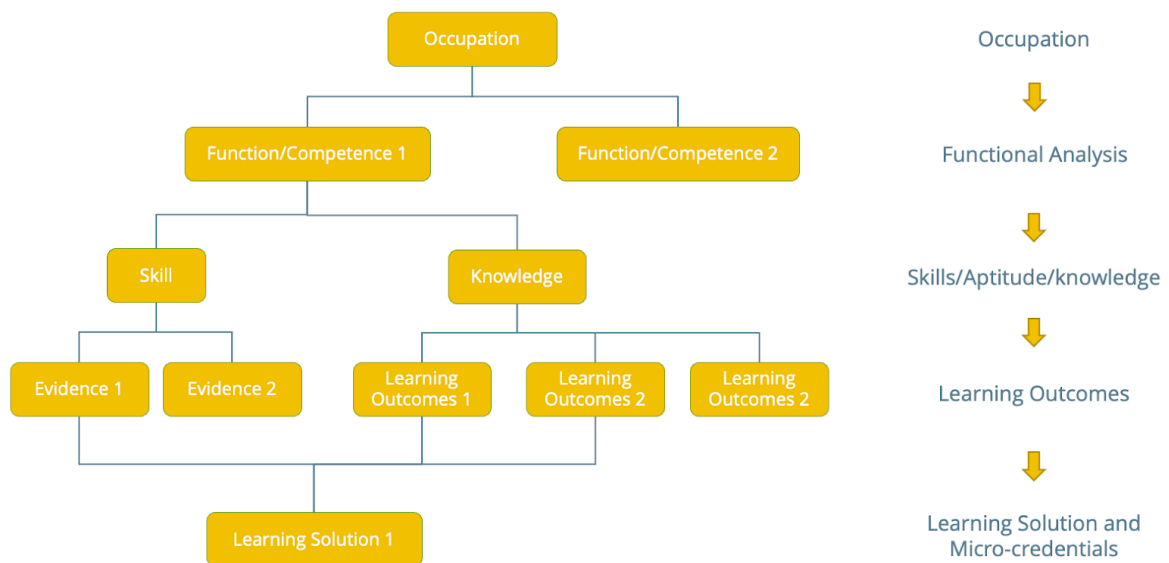 Occupation
Occupation
Function/Competence 1
Function/Competence 2
Functional Analysis
Skill
Knowledge
Skills/Aptitude/knowledge
Evidence 1
Evidence 2
Learning
Outcomes 1
Learning
Outcomes 2
Learning
Outcomes 2
Learning Outcomes
Learning Solution 1
Learning Solution and
Micro-credentials